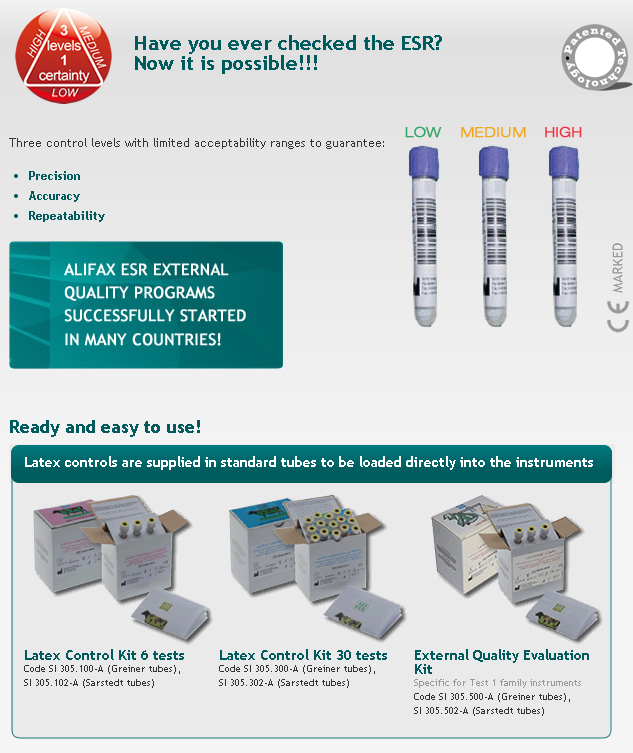 3
levels
1
certainty
HIGH
MEDIUM
LOW
Have you ever checked the ESR?
Now it is possible!!!
Patented
Technology
Three control levels with limited acceptability ranges to guarantee:
• Precision
• Accuracy
• Repeatability
LOW MEDIUM HIGH
CE MARKED
ALIFAX ESR EXTERNAL
QUALITY PROGRAMS
SUCCESSFULLY STARTED
IN MANY COUNTRIES!
Ready and easy to use!
Latex controls are supplied in standard tubes to be loaded directly into the instruments
Latex Control Kit 6 tests
Code SI 305.100-A (Greiner tubes),
SI 305.102-A (Sarstedt tubes)
Latex Control Kit 30 tests
Code SI 305.300-A (Greiner tubes),
SI 305.302-A (Sarstedt tubes)
External Quality Evaluation
Kit
Specific for Test 1 family instruments
Code SI 305.500-A (Greiner tubes),
SI 305.502-A (Sarstedt tubes)